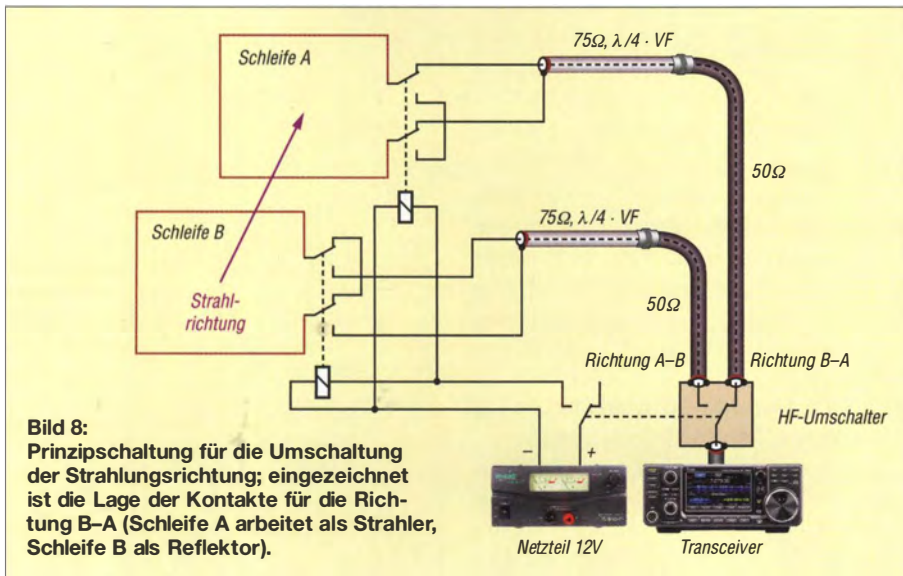 Schleife A
75Ω, λ/4 · VF
50Ω
Schleife B
75Ω, λ/4 · VF
Strahl-
richtung
50Ω
Richtung A–B
Richtung B–A
HF-Umschalter
– +
Bild 8:
Prinzipschaltung für die Umschaltung
der Strahlungsrichtung; eingezeichnet
ist die Lage der Kontakte für die Rich-
tung B–A (Schleife A arbeitet als Strahler,
Schleife B als Reflektor).
Netzteil 12V
Transceiver